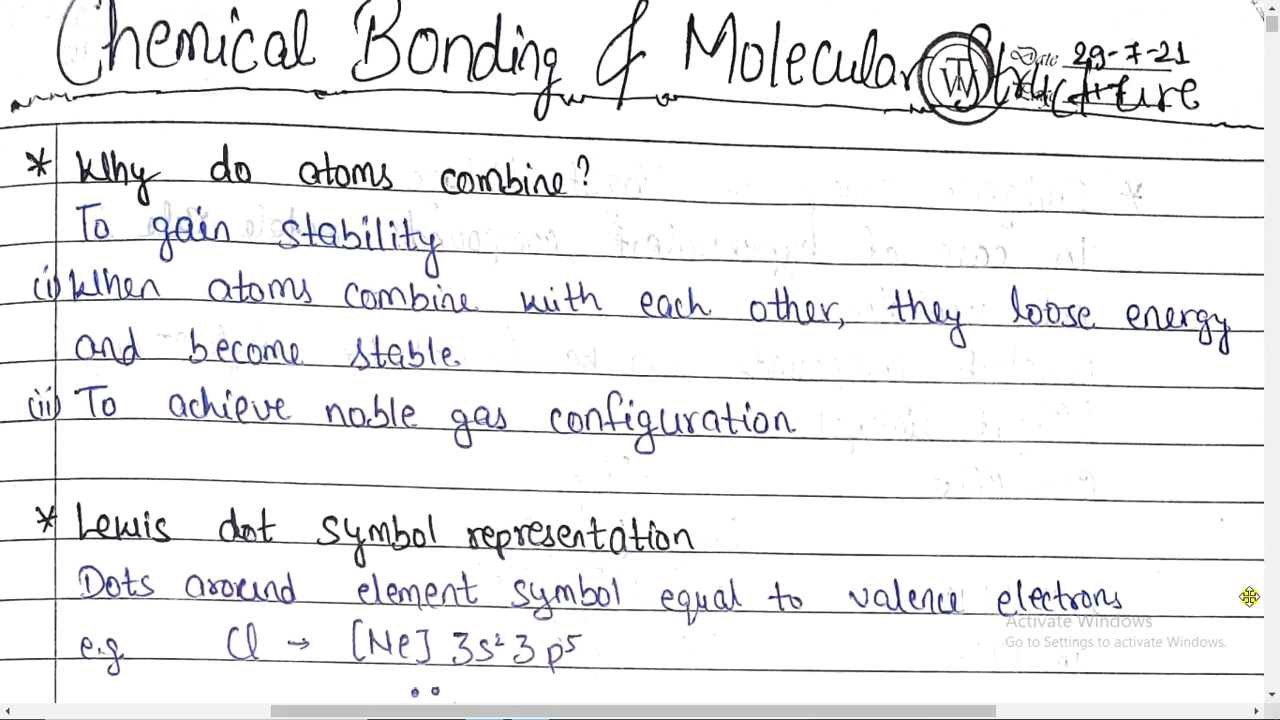 Chemical Bonding & Molecular Structure
Date 29-7-21
* Why do atoms combine?
To gain stability
(i) When atoms combine with each other, they loose energy
and become stable.
(ii) To achieve noble gas configuration
* Lewis dot symbol representation
Dots around element symbol equal to valence electrons
Activate Windows
Go to Settings to activate Windows.
e.g Cl → [Ne] 3s² 3p⁵